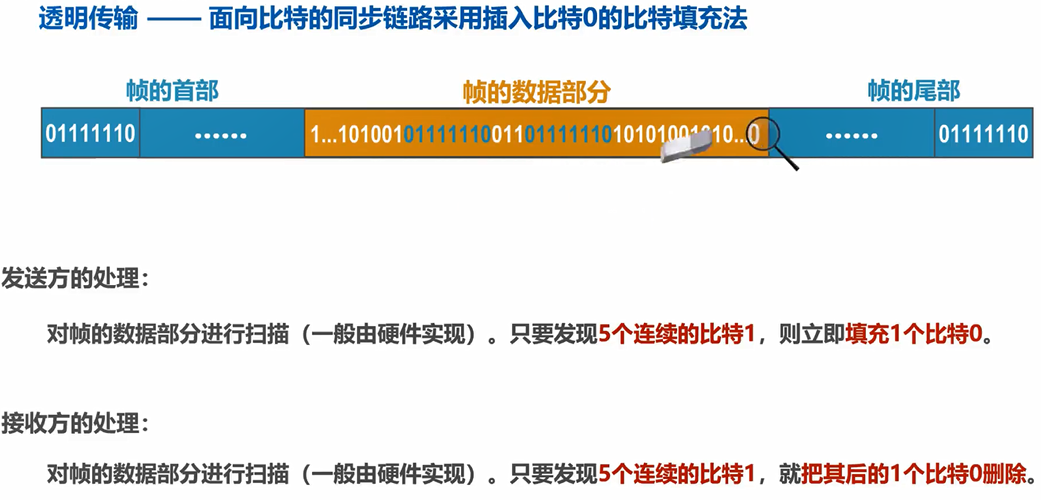 透明传输 —— 面向比特的同步链路采用插入比特0的比特填充法
帧的首部 帧的数据部分 帧的尾部
01111110 …… 1…101001011111100110111111010101001010…0 …… 01111110
发送方的处理：
对帧的数据部分进行扫描（一般由硬件实现）。只要发现5个连续的比特1，则立即填充1个比特0。
接收方的处理：
对帧的数据部分进行扫描（一般由硬件实现）。只要发现5个连续的比特1，就把其后的1个比特0删除。